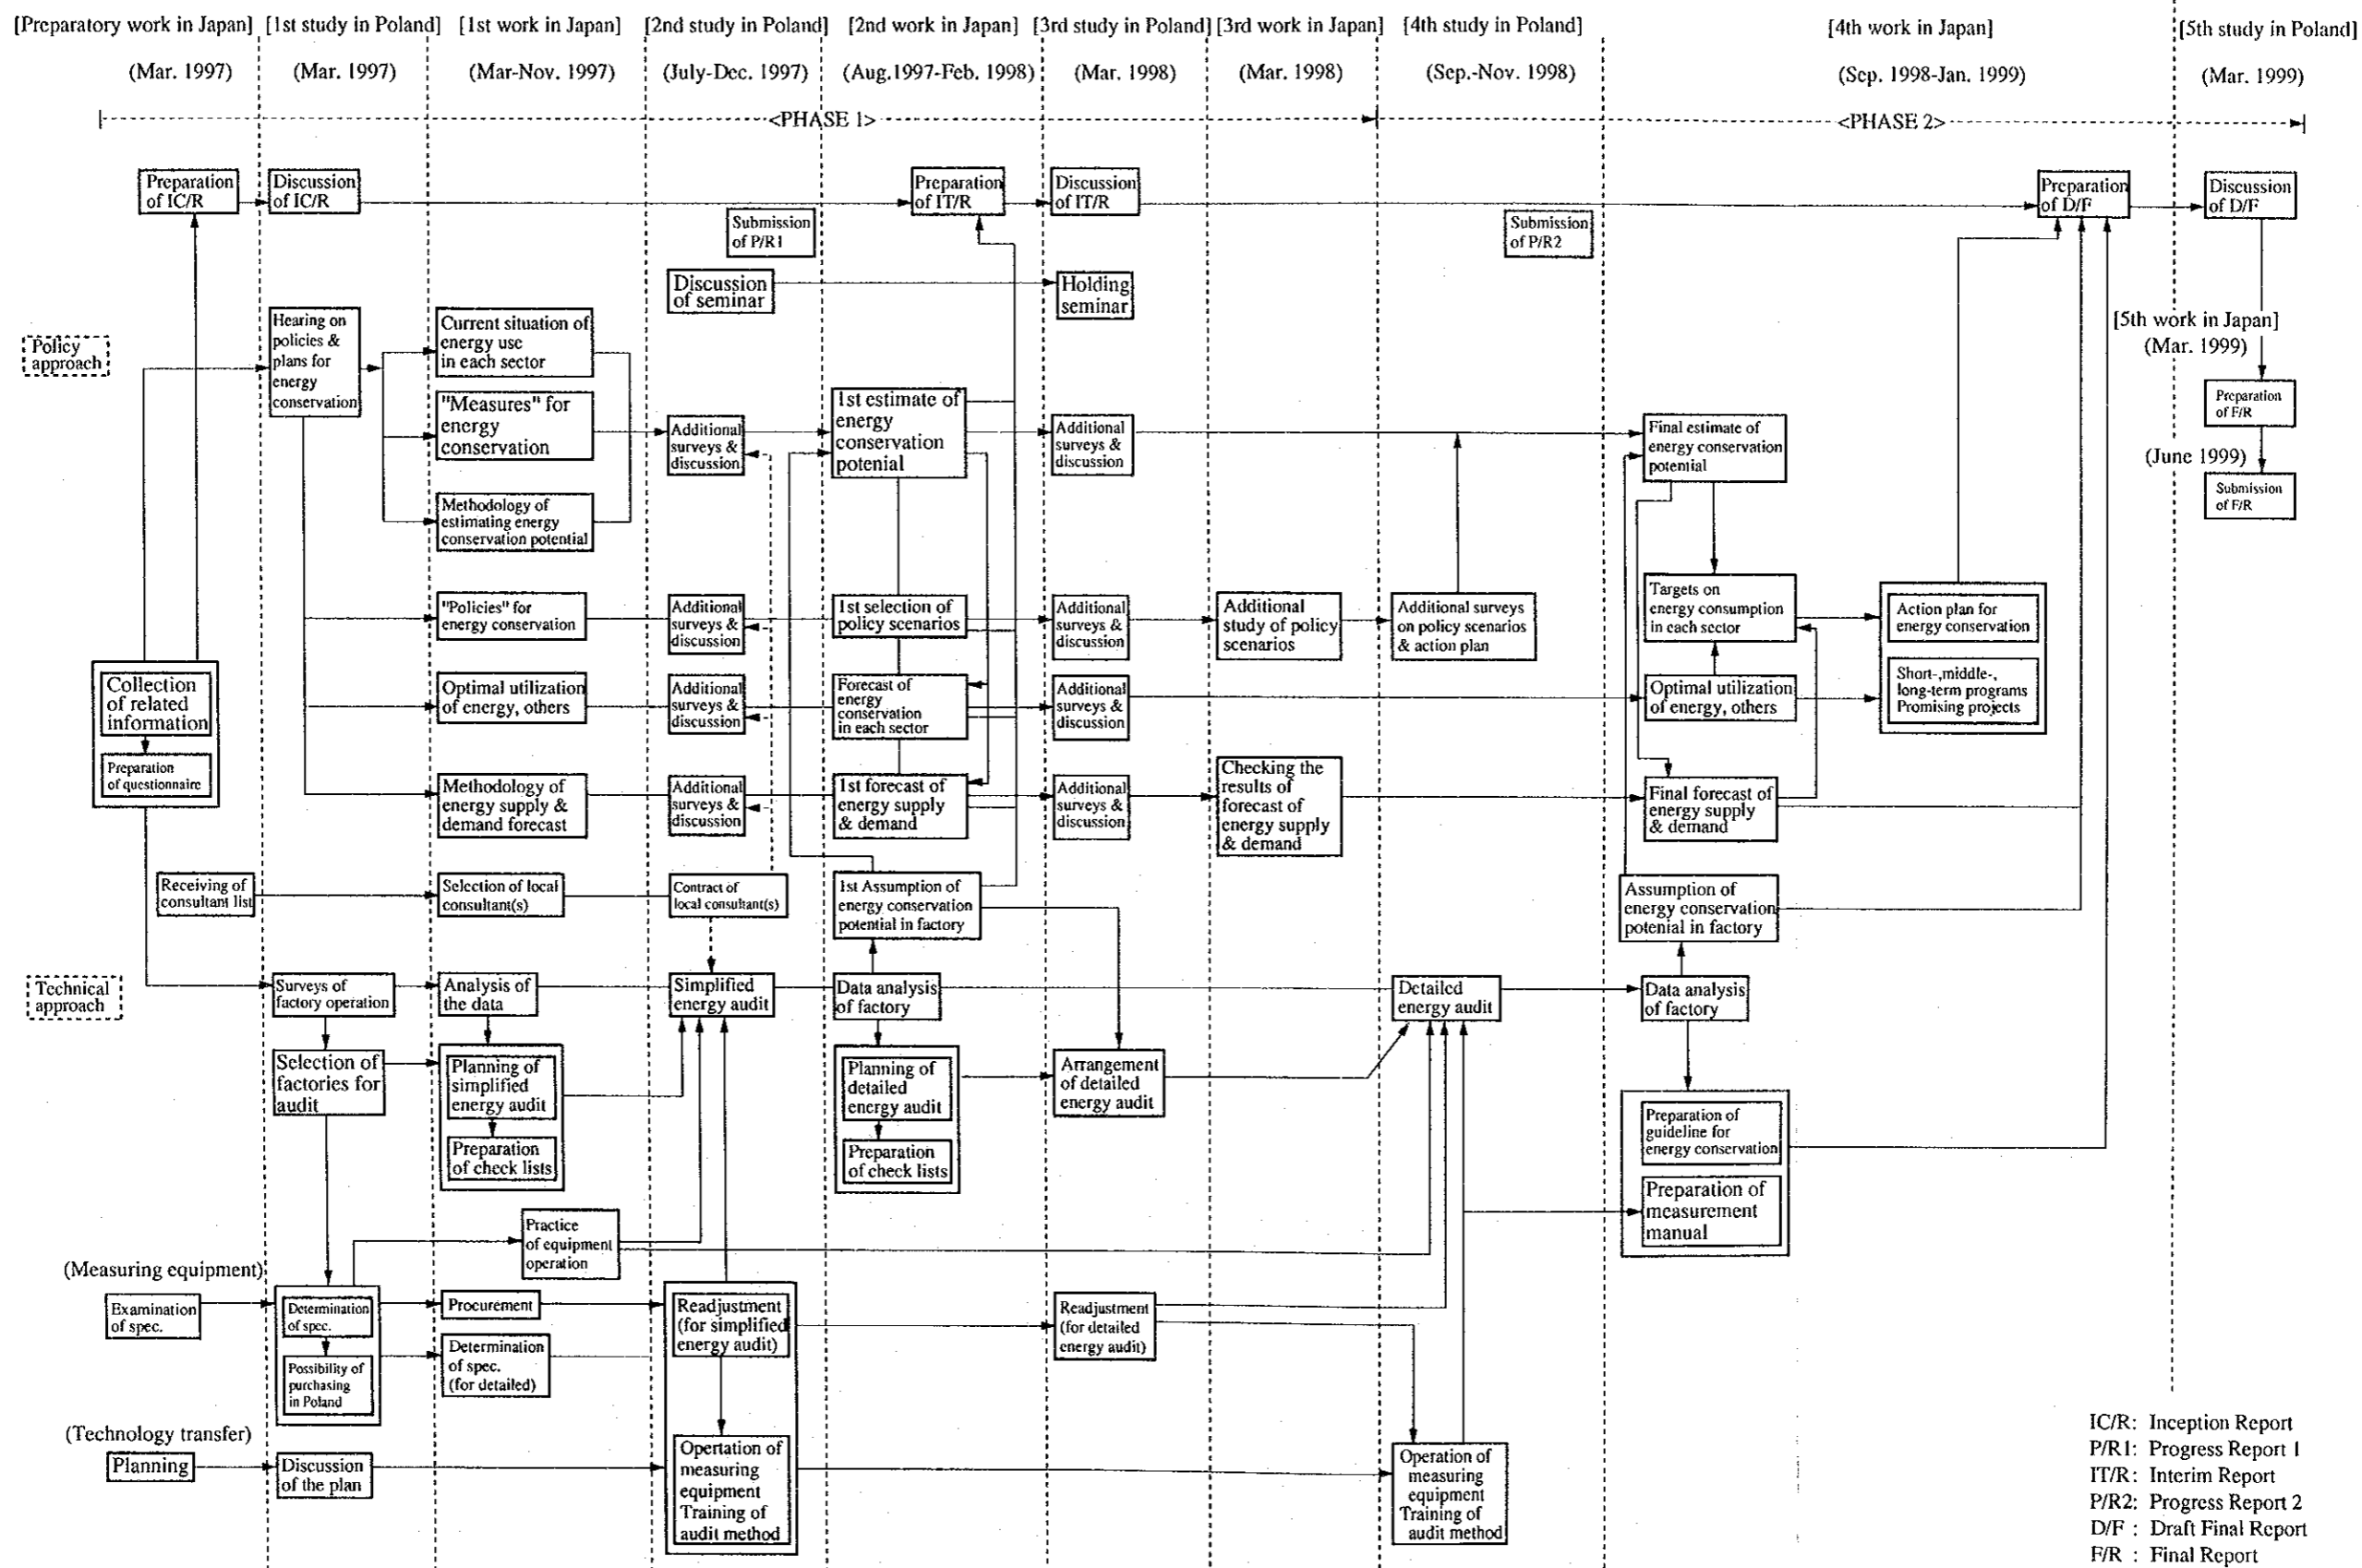 [Preparatory work in Japan]
(Mar. 1997)
[1st study in Poland]
(Mar. 1997)
[1st work in Japan]
(Mar-Nov. 1997)
[2nd study in Poland]
(July-Dec. 1997)
[2nd work in Japan]
(Aug.1997-Feb. 1998)
[3rd study in Poland]
(Mar. 1998)
[3rd work in Japan]
(Mar. 1998)
[4th study in Poland]
(Sep.-Nov. 1998)
[4th work in Japan]
(Sep. 1998-Jan. 1999)
[5th study in Poland]
(Mar. 1999)
<PHASE 1>
<PHASE 2>
Preparation
of IC/R
Discussion
of IC/R
Submission
of P/R1
Preparation
of IT/R
Discussion
of IT/R
Submission
of P/R2
Preparation
of D/F
Discussion
of D/F
Discussion
of seminar
Holding
seminar
Policy
approach
Hearing on
policies &
plans for
energy
conservation
Current situation of
energy use
in each sector
"Measures" for
energy
conservation
Methodology of
estimating energy
conservation potential
Additional
surveys &
discussion
1st estimate of
energy
conservation
potenial
Additional
surveys &
discussion
Final estimate of
energy conservation
potential
[5th work in Japan]
(Mar. 1999)
Preparation
of F/R
(June 1999)
Submission
of F/R
"Policies" for
energy conservation
Additional
surveys &
discussion
1st selection of
policy scenarios
Additional
surveys &
discussion
Additional
study of policy
scenarios
Additional surveys
on policy scenarios
& action plan
Targets on
energy consumption
in each sector
Action plan for
energy conservation
Short-,middle-,
long-term programs
Promising projects
Collection
of related
information
Preparation
of questionnaire
Optimal utilization
of energy, others
Additional
surveys &
discussion
Forecast of
energy
conservation
in each sector
Additional
surveys &
discussion
Optimal utilization
of energy, others
Methodology of
energy supply &
demand forecast
Additional
surveys &
discussion
1st forecast of
energy supply
& demand
Additional
surveys &
discussion
Checking the
results of
forecast of
energy supply
& demand
Final forecast of
energy supply
& demand
Receiving of
consultant list
Selection of local
consultant(s)
Contract of
local consultant(s)
1st Assumption of
energy conservation
potential in factory
Assumption of
energy conservation
potenial in factory
Technical
approach
Surveys of
factory operation
Analysis of
the data
Simplified
energy audit
Data analysis
of factory
Detailed
energy audit
Data analysis
of factory
Selection of
factories for
audit
Planning of
simplified
energy audit
Preparation
of check lists
Planning of
detailed
energy audit
Preparation
of check lists
Arrangement
of detailed
energy audit
Preparation of
guideline for
energy conservation
Preparation of
measurement
manual
Practice
of equipment
operation
(Measuring equipment)
Examination
of spec.
Determination
of spec.
Possibility of
purchasing
in Poland
Procurement
Determination
of spec.
(for detailed)
Readjustment
(for simplified
energy audit)
Readjustment
(for detailed
energy audit)
(Technology transfer)
Planning
Discussion
of the plan
Opertation of
measuring
equipment
Training of
audit method
Operation of
measuring
equipment
Training of
audit method
IC/R: Inception Report
P/R1: Progress Report 1
IT/R: Interim Report
P/R2: Progress Report 2
D/F : Draft Final Report
F/R : Final Report